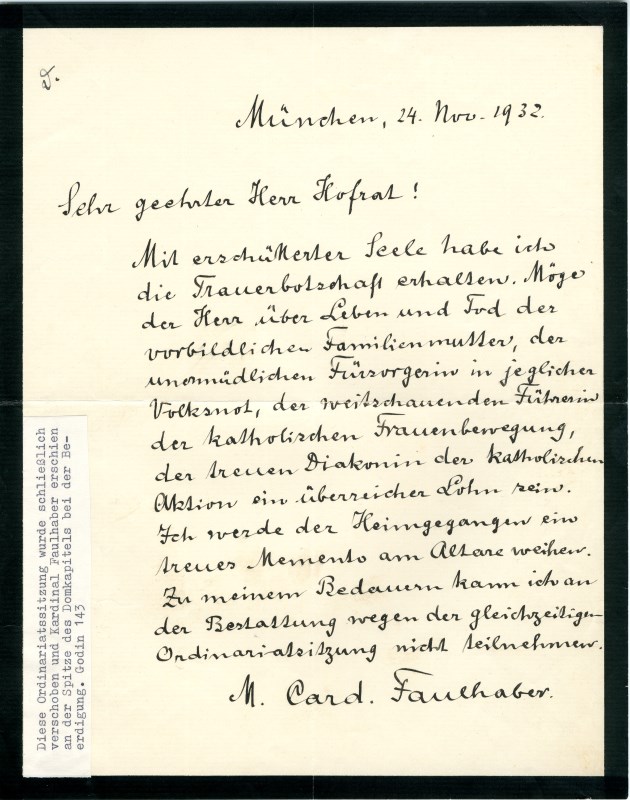 v.
München, 24. Nov. 1932.
Sehr geehrter Herr Hofrat!
Mit erschütterter Seele habe ich
die Trauerbotschaft erhalten. Möge
der Herr über Leben und Tod der
vorbildlichen Familienmutter, der
unermüdlichen Fürsorgerin in jeglicher
Volksnot, der weitschauenden Führerin
der katholischen Frauenbewegung,
der treuen Diakonin der katholischen
Aktion ein überreicher Lohn sein.
Ich werde der Heimgegangen ein
treues Memento am Altare weihen.
Zu meinem Bedauern kann ich an
der Bestattung wegen der gleichzeitigen
Ordinariatsitzung nicht teilnehmen.
M. Card. Faulhaber.
Diese Ordinariatssitzung wurde schließlich
verschoben und Kardinal Faulhaber erschien
an der Spitze des Domkapitels bei der Be-
erdigung. Godin 143